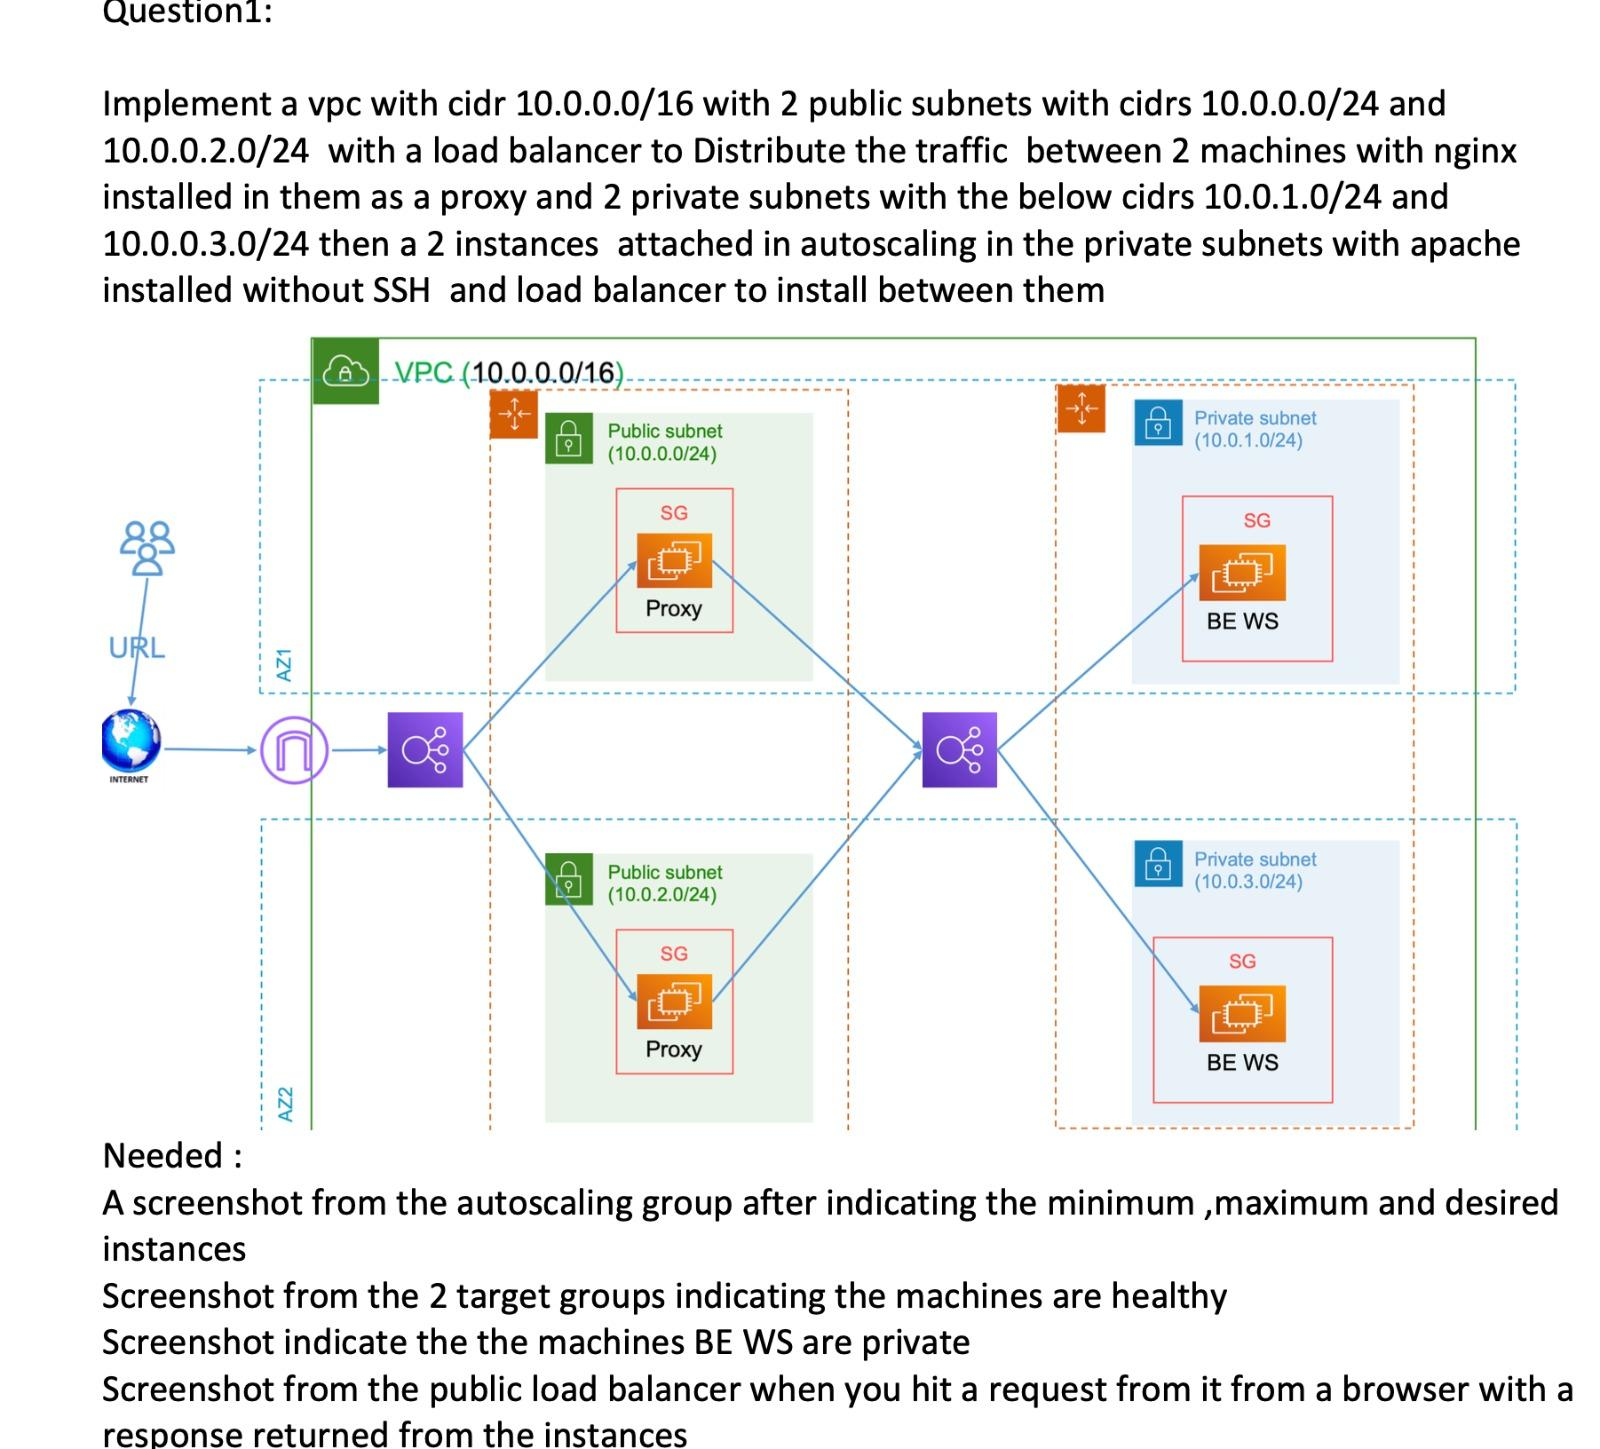 Question1:
Implement a vpc with cidr 10.0.0.0/16 with 2 public subnets with cidrs 10.0.0.0/24 and
10.0.0.2.0/24 with a load balancer to Distribute the traffic between 2 machines with nginx
installed in them as a proxy and 2 private subnets with the below cidrs 10.0.1.0/24 and
10.0.0.3.0/24 then a 2 instances attached in autoscaling in the private subnets with apache
installed without SSH and load balancer to install between them
VPC (10.0.0.0/16)
Public subnet
(10.0.0.0/24)
SG
Proxy
Private subnet
(10.0.1.0/24)
SG
BE WS
URL
AZ1
INTERNET
Public subnet
(10.0.2.0/24)
SG
Proxy
Private subnet
(10.0.3.0/24)
SG
BE WS
AZ2
Needed :
A screenshot from the autoscaling group after indicating the minimum ,maximum and desired
instances
Screenshot from the 2 target groups indicating the machines are healthy
Screenshot indicate the the machines BE WS are private
Screenshot from the public load balancer when you hit a request from it from a browser with a
response returned from the instances